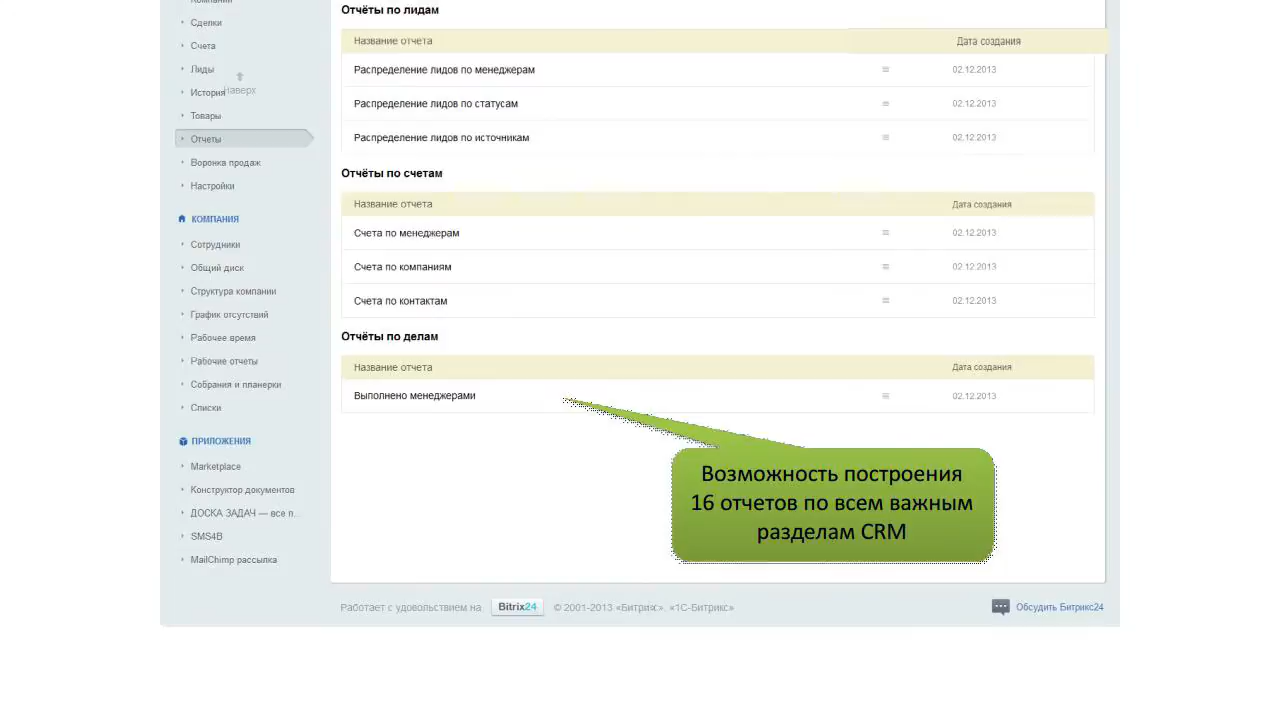 Компании
Сделки
Счета
Лиды
История
Наверх
Товары
Отчеты
Воронка продаж
Настройки
КОМПАНИЯ
Сотрудники
Общий диск
Структура компании
График отсутствий
Рабочее время
Рабочие отчеты
Собрания и планерки
Списки
ПРИЛОЖЕНИЯ
Marketplace
Конструктор документов
ДОСКА ЗАДАЧ — все п...
SMS4B
MailChimp рассылка
Отчёты по лидам
Название отчета Дата создания
Распределение лидов по менеджерам 02.12.2013
Распределение лидов по статусам 02.12.2013
Распределение лидов по источникам 02.12.2013
Отчёты по счетам
Название отчета Дата создания
Счета по менеджерам 02.12.2013
Счета по компаниям 02.12.2013
Счета по контактам 02.12.2013
Отчёты по делам
Название отчета Дата создания
Выполнено менеджерами 02.12.2013
Возможность построения
16 отчетов по всем важным
разделам CRM
Работает с удовольствием на Bitrix24 © 2001-2013 «Битрикс», «1С-Битрикс» Обсудить Битрикс24